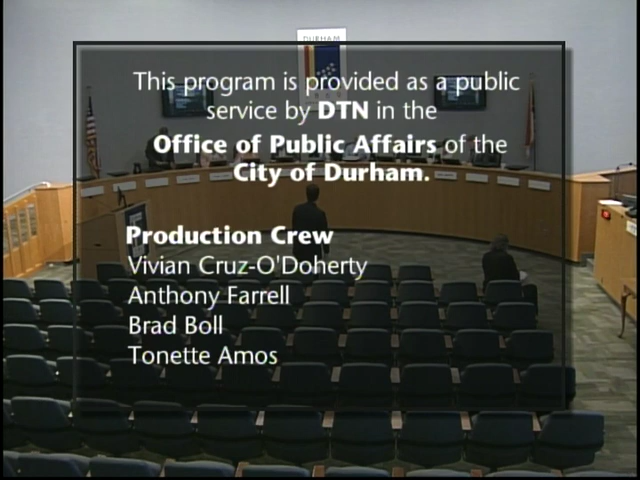 DURHAM
This program is provided as a public
service by DTN in the
Office of Public Affairs of the
City of Durham.
Production Crew
Vivian Cruz-O'Doherty
Anthony Farrell
Brad Boll
Tonette Amos